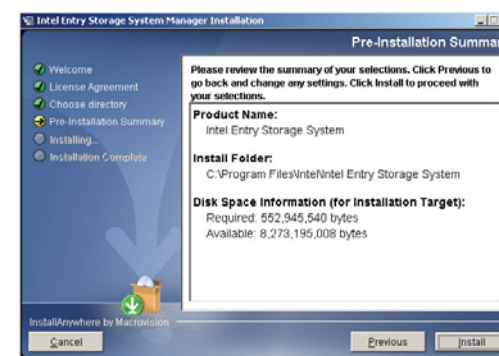 Intel Entry Storage System Manager Installation
Pre-Installation Summar
Welcome
License Agreement
Choose directory
Pre-Installation Summary
Installing...
Installation Complete
Please review the summary of your selections. Click Previous to
go back and change any settings. Click Install to proceed with
your selections.
Product Name:
Intel Entry Storage System
Install Folder:
C:\Program Files\Intel\Intel Entry Storage System
Disk Space Information (for Installation Target):
Required: 552,945,540 bytes
Available: 8,273,195,008 bytes
InstallAnywhere by Macrovision
Cancel
Previous
Install